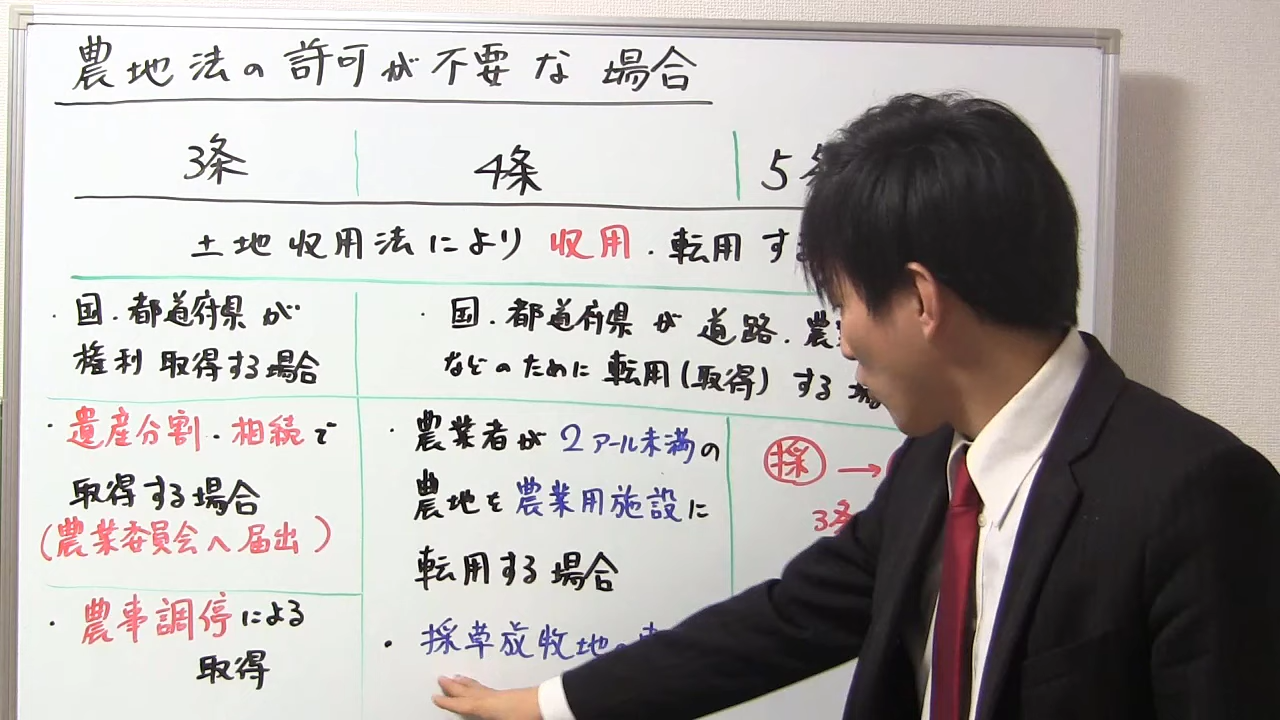 農地法の許可が不要な場合
3条 4条 5条
土地収用法により収用・転用す
・国・都道府県が
権利取得する場合
・国・都道府県が道路・農
などのために転用(取得)する場
・遺産分割・相続で
取得する場合
(農業委員会へ届出)
・農業者が2アール未満の
農地を農業用施設に
転用する場合
採→
3条
・農事調停による
取得
・採草放牧地の